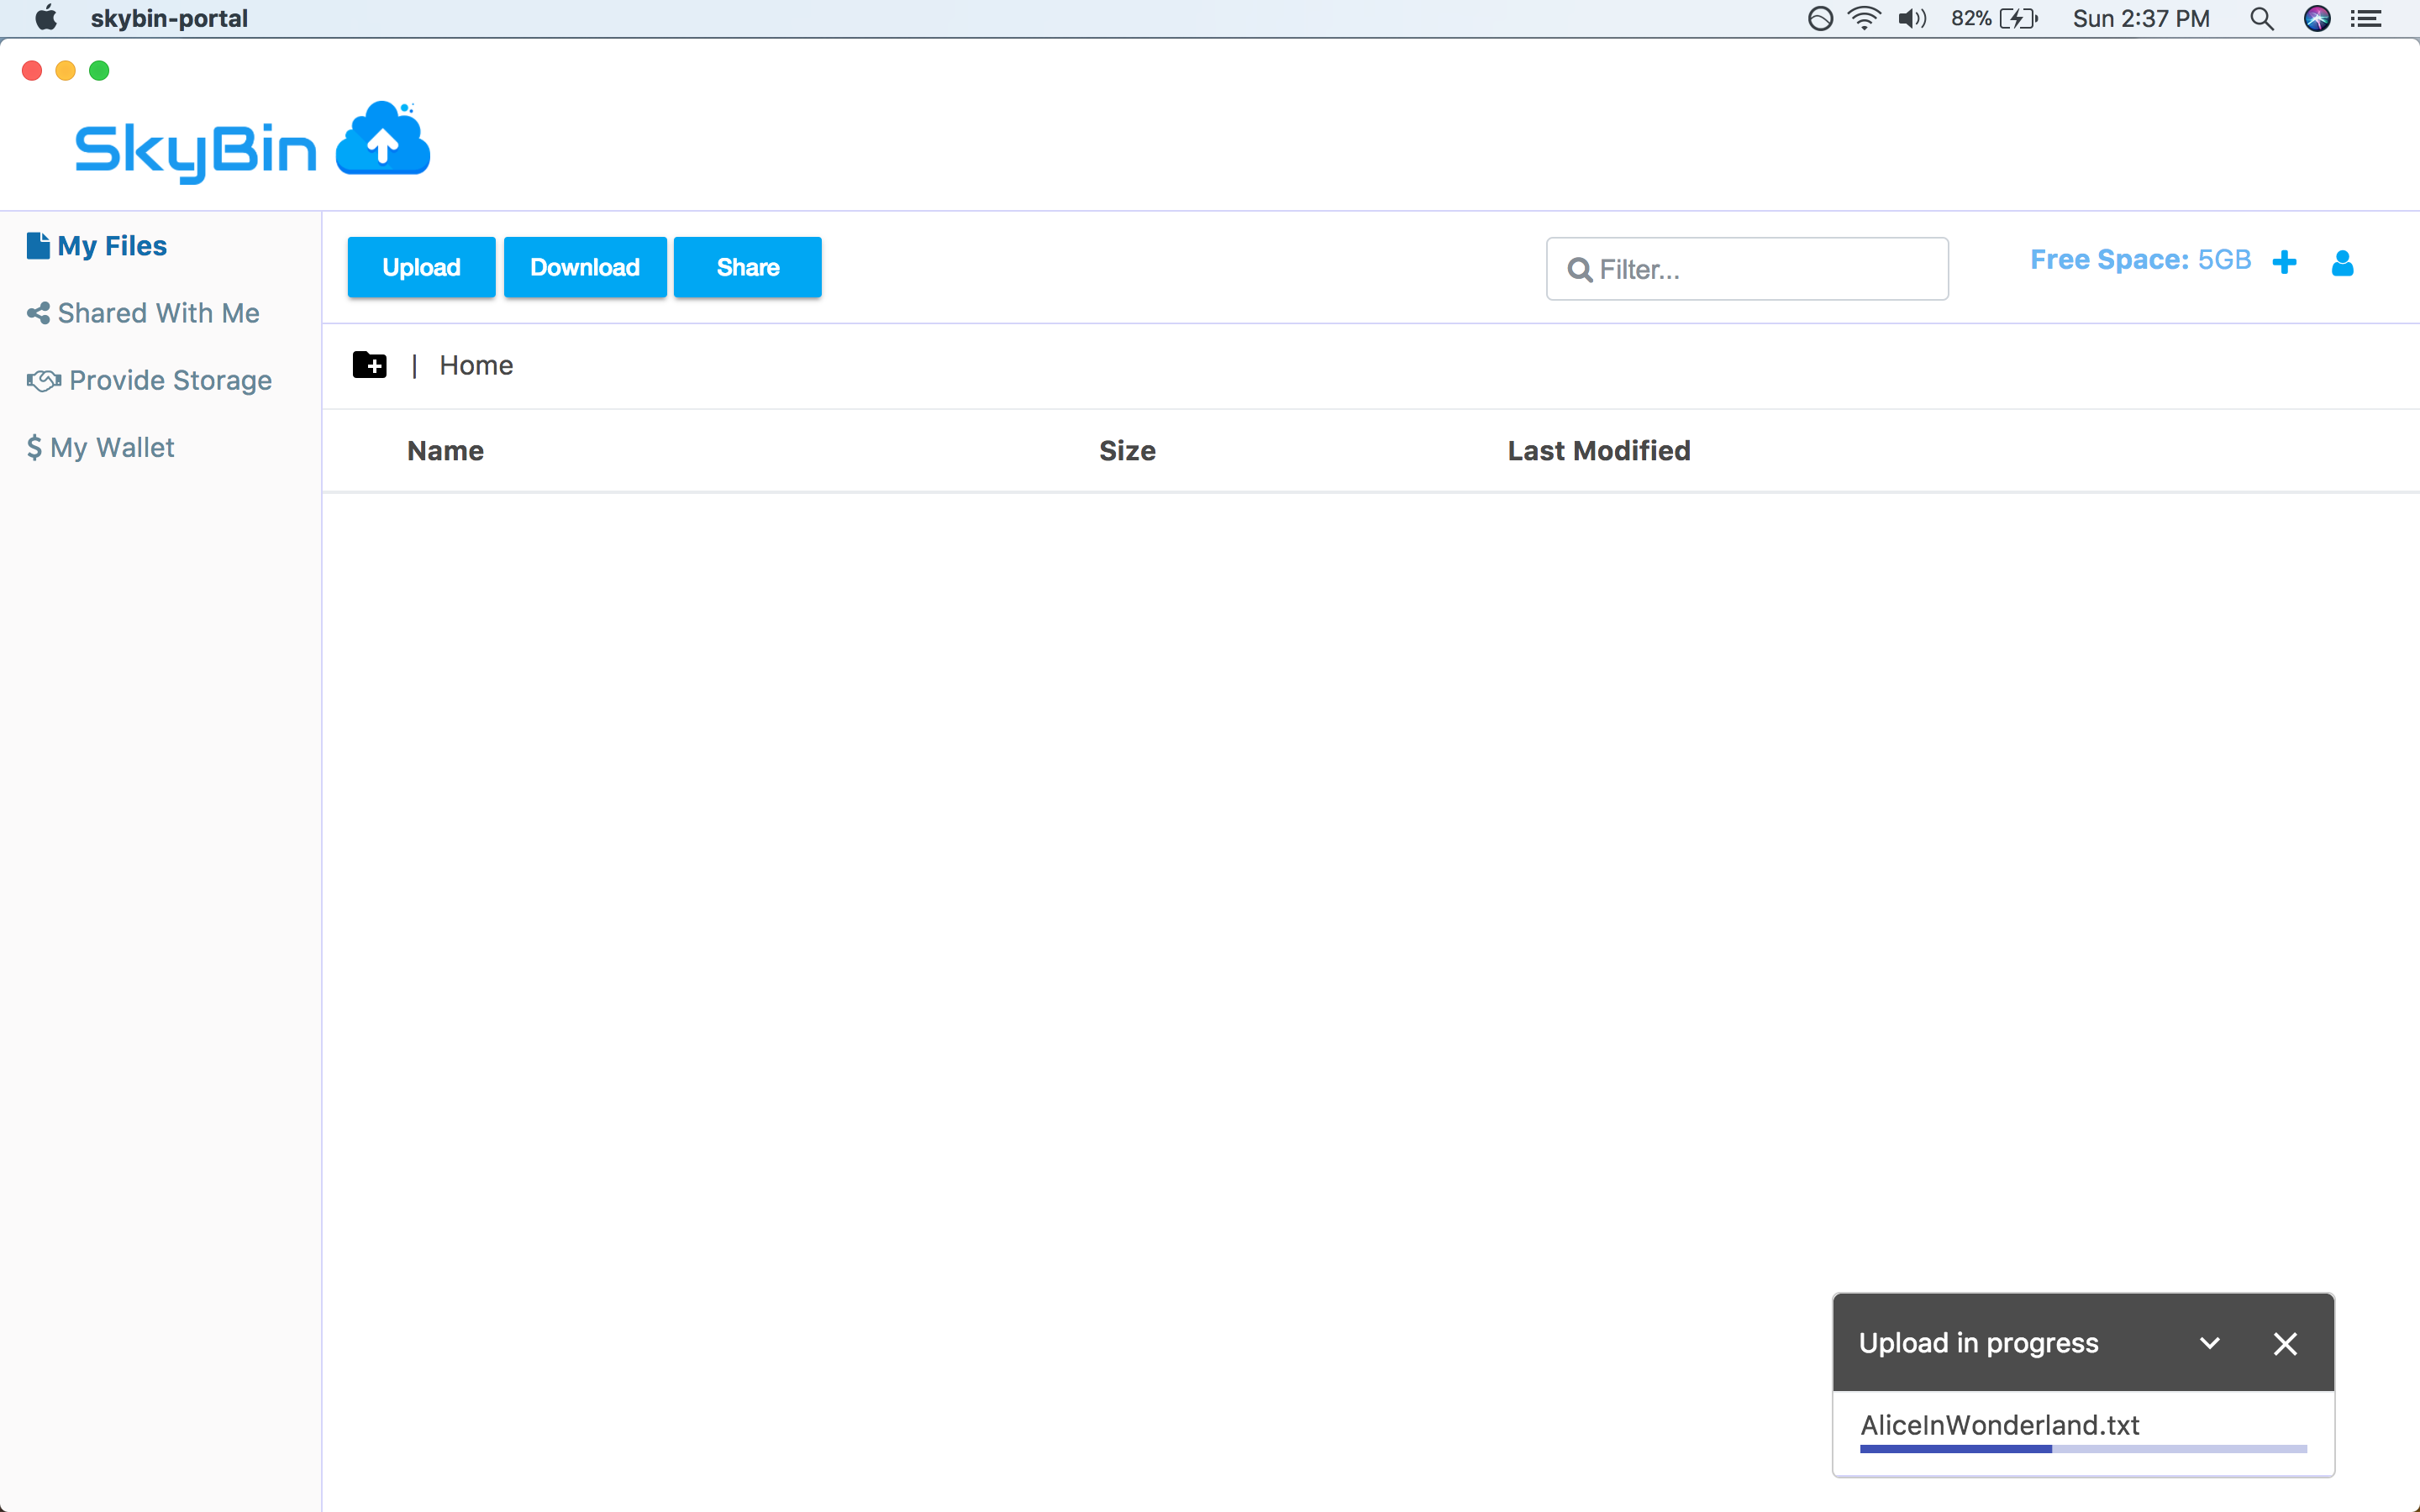 skybin-portal
82%
Sun 2:37 PM
SkyBin
My Files
Shared With Me
Provide Storage
$ My Wallet
Upload
Download
Share
Filter...
Free Space: 5GB
| Home
Name
Size
Last Modified
Upload in progress
AliceInWonderland.txt